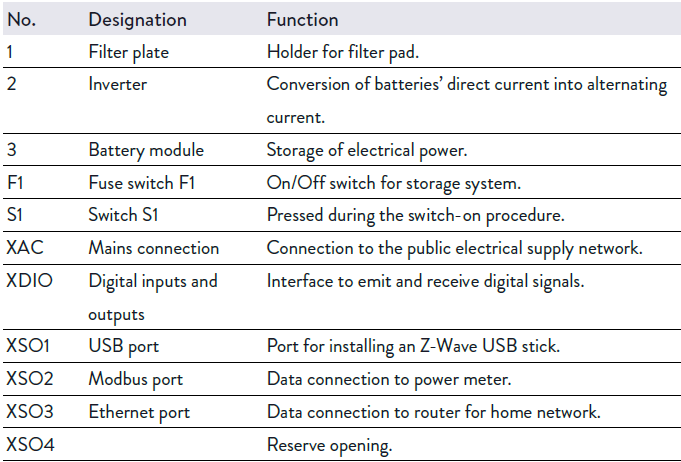 No. Designation Function
1 Filter plate Holder for filter pad.
2 Inverter Conversion of batteries’ direct current into alternating
current.
3 Battery module Storage of electrical power.
F1 Fuse switch F1 On/Off switch for storage system.
S1 Switch S1 Pressed during the switch-on procedure.
XAC Mains connection Connection to the public electrical supply network.
XDIO Digital inputs and Interface to emit and receive digital signals.
outputs
XSO1 USB port Port for installing an Z-Wave USB stick.
XSO2 Modbus port Data connection to power meter.
XSO3 Ethernet port Data connection to router for home network.
XSO4 Reserve opening.